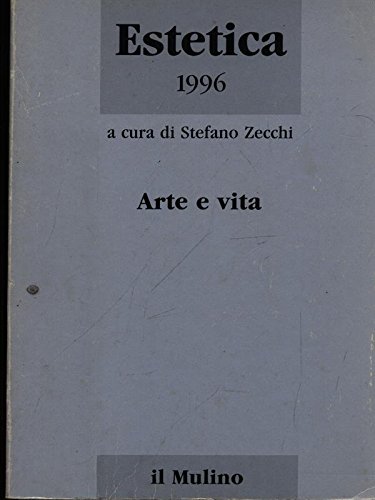 Estetica
1996
a cura di Stefano Zecchi
Arte e vita
il Mulino